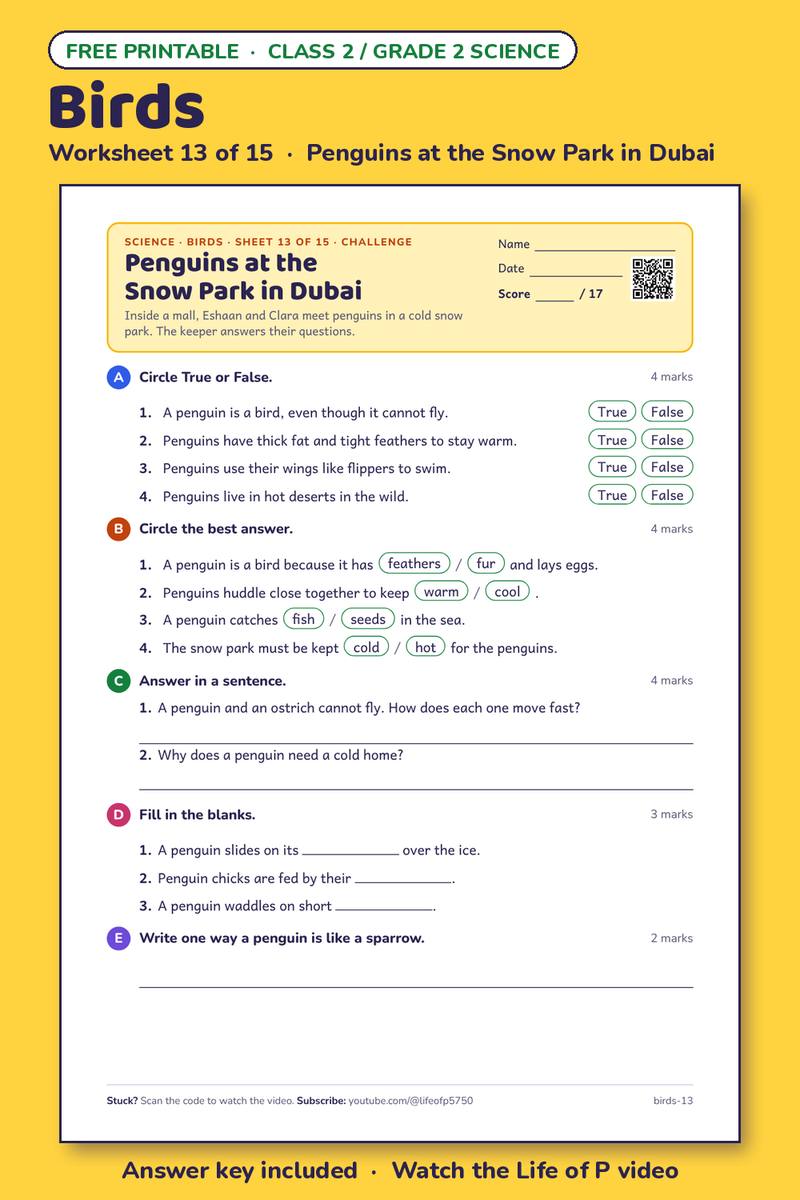 FREE PRINTABLE · CLASS 2 / GRADE 2 SCIENCE
Birds
Worksheet 13 of 15 · Penguins at the Snow Park in Dubai
SCIENCE · BIRDS · SHEET 13 OF 15 · CHALLENGE
Penguins at the
Snow Park in Dubai
Inside a mall, Eshaan and Clara meet penguins in a cold snow
park. The keeper answers their questions.
Name ____________________
Date ______________
Score ______ / 17
A Circle True or False. 4 marks
1. A penguin is a bird, even though it cannot fly. True False
2. Penguins have thick fat and tight feathers to stay warm. True False
3. Penguins use their wings like flippers to swim. True False
4. Penguins live in hot deserts in the wild. True False
B Circle the best answer. 4 marks
1. A penguin is a bird because it has feathers / fur and lays eggs.
2. Penguins huddle close together to keep warm / cool .
3. A penguin catches fish / seeds in the sea.
4. The snow park must be kept cold / hot for the penguins.
C Answer in a sentence. 4 marks
1. A penguin and an ostrich cannot fly. How does each one move fast?
2. Why does a penguin need a cold home?
D Fill in the blanks. 3 marks
1. A penguin slides on its ______________ over the ice.
2. Penguin chicks are fed by their ______________.
3. A penguin waddles on short ______________.
E Write one way a penguin is like a sparrow. 2 marks
Stuck? Scan the code to watch the video. Subscribe: youtube.com/@lifeofp5750
birds-13
Answer key included · Watch the Life of P video